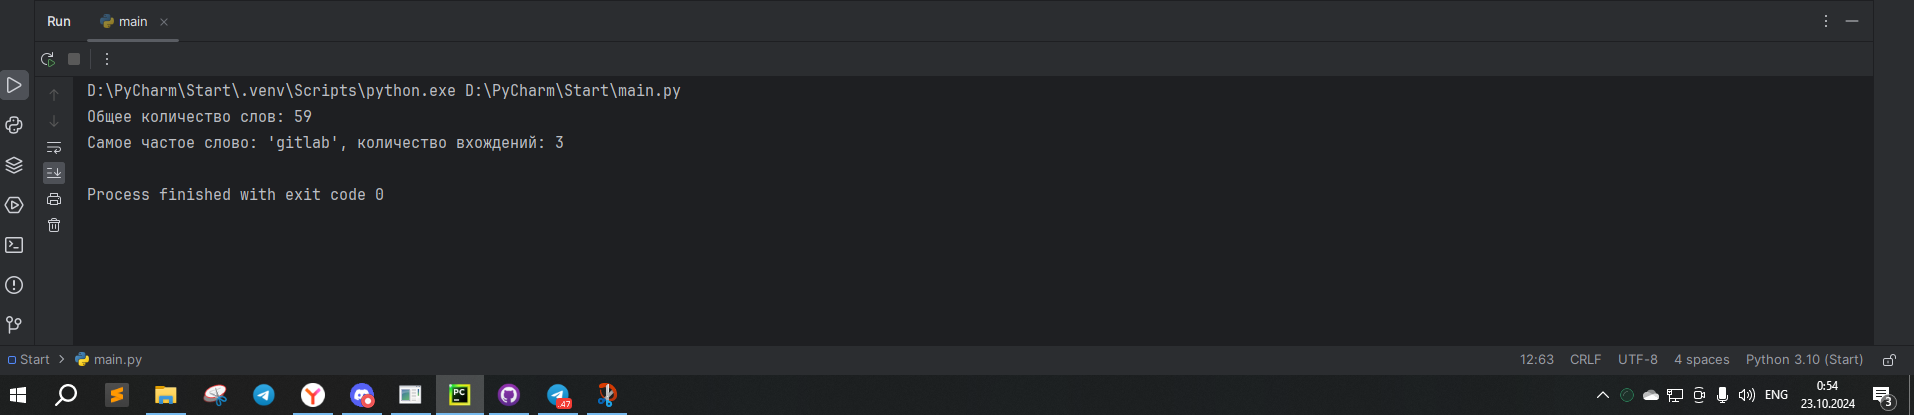 Run main
D:\PyCharm\Start\.venv\Scripts\python.exe D:\PyCharm\Start\main.py
Общее количество слов: 59
Самое частое слово: 'gitlab', количество вхождений: 3
Process finished with exit code 0
Start > main.py 12:63 CRLF UTF-8 4 spaces Python 3.10 (Start)
PC 47 ENG 0:54
23.10.2024 3